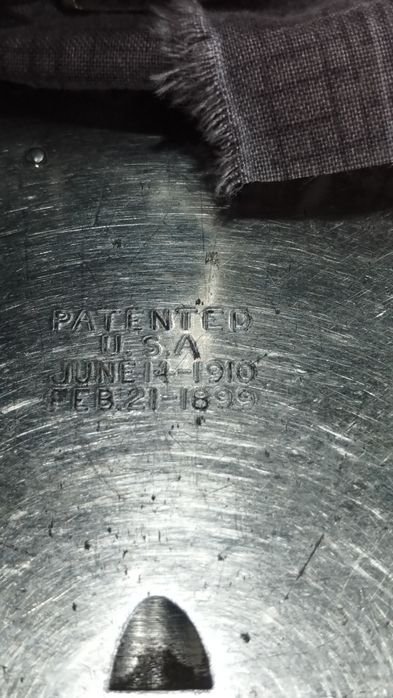 PATENTED
U.S.A
JUNE 14-1910
FEB. 21-1899